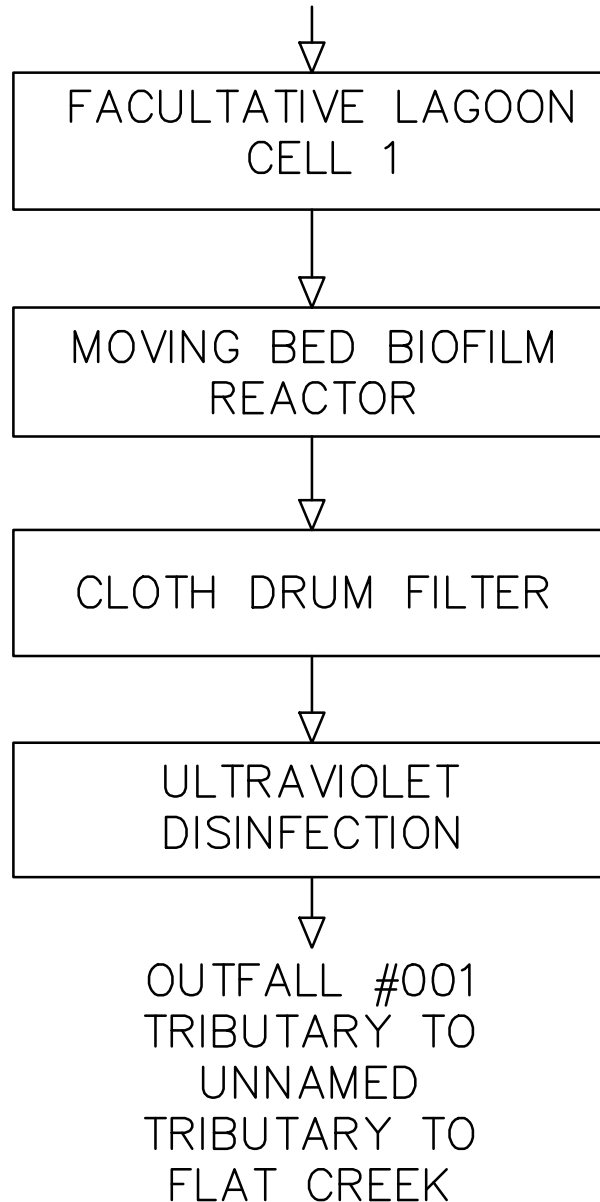 FACULTATIVE LAGOON
CELL 1
MOVING BED BIOFILM
REACTOR
CLOTH DRUM FILTER
ULTRAVIOLET
DISINFECTION
OUTFALL #001
TRIBUTARY TO
UNNAMED
TRIBUTARY TO
FLAT CREEK